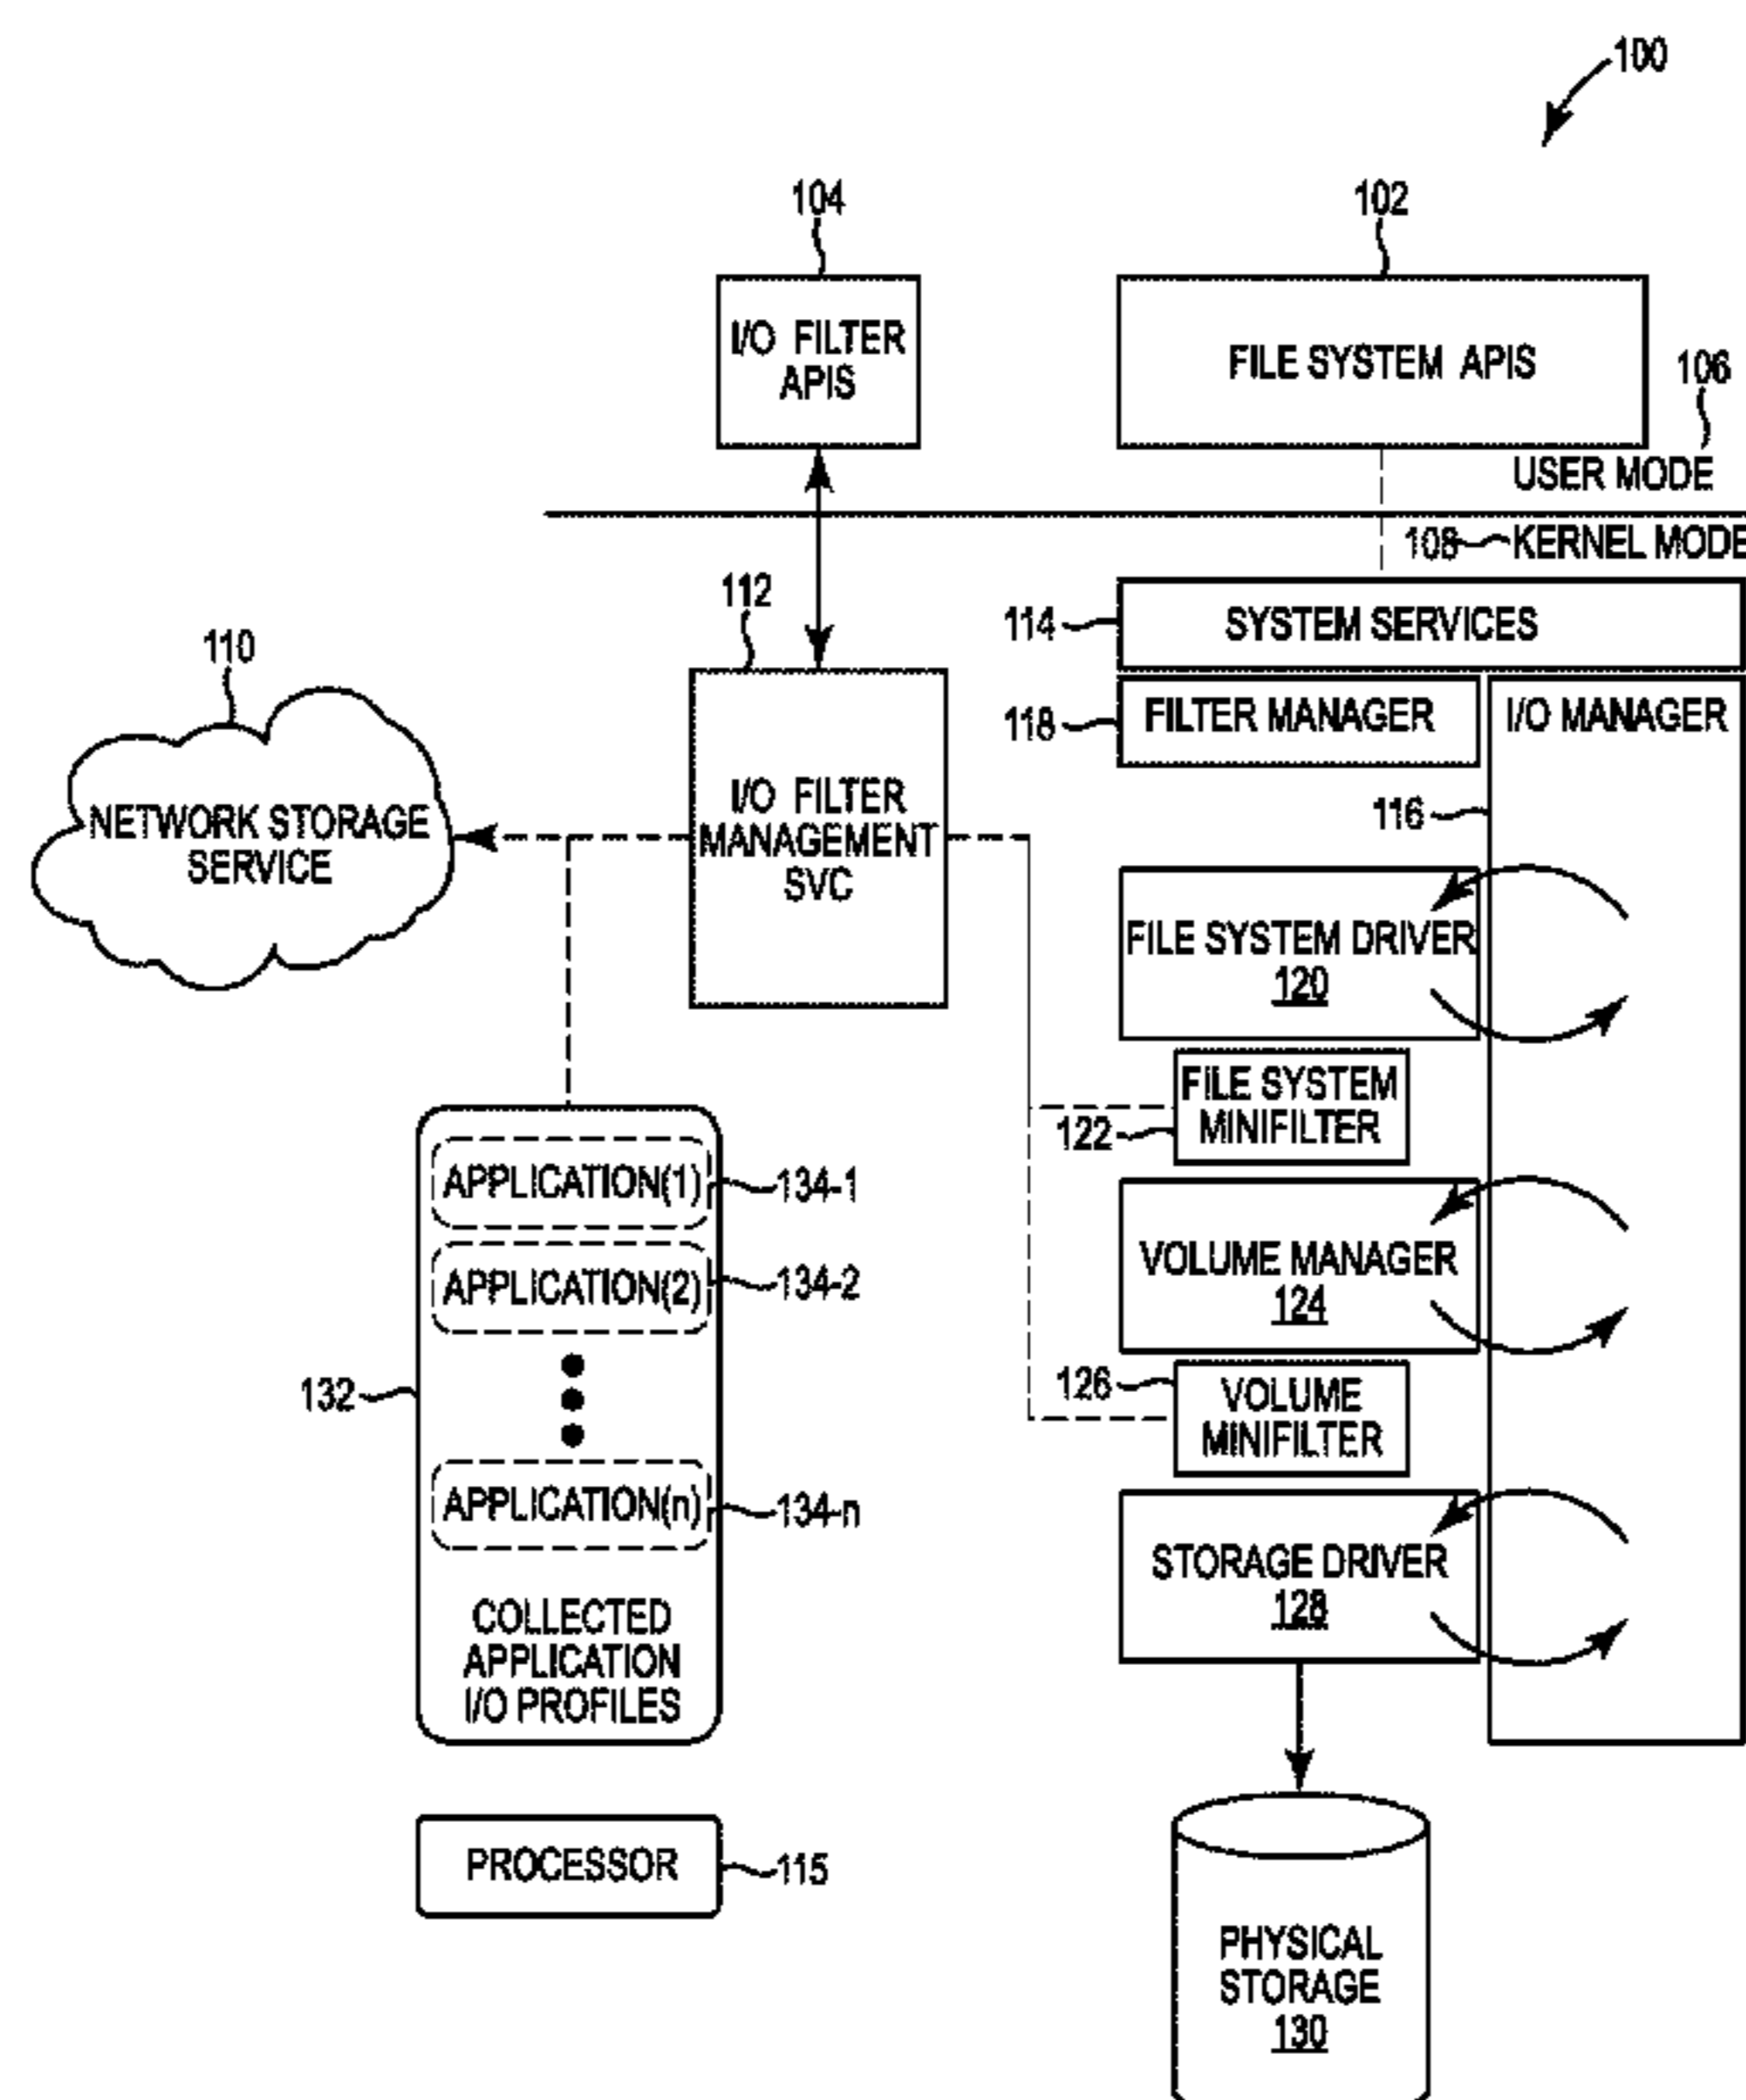 100
104
102
I/O FILTER
APIS
FILE SYSTEM APIS
106
USER MODE
108
KERNEL MODE
112
114
SYSTEM SERVICES
110
118
FILTER MANAGER
I/O MANAGER
116
NETWORK STORAGE
SERVICE
I/O FILTER
MANAGEMENT
SVC
FILE SYSTEM DRIVER
120
FILE SYSTEM
MINIFILTER
122
APPLICATION(1)
134-1
APPLICATION(2)
134-2
VOLUME MANAGER
124
132
126
VOLUME
MINIFILTER
APPLICATION(n)
134-n
STORAGE DRIVER
128
COLLECTED
APPLICATION
I/O PROFILES
PROCESSOR
115
PHYSICAL
STORAGE
130